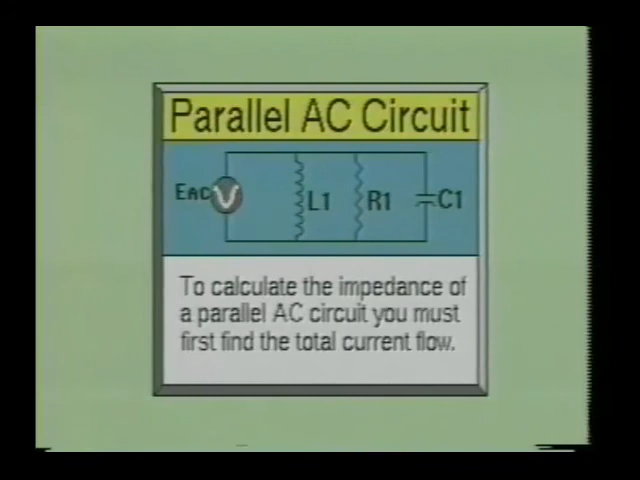 Parallel AC Circuit
EAC L1 R1 C1
To calculate the impedance of
a parallel AC circuit you must
first find the total current flow.